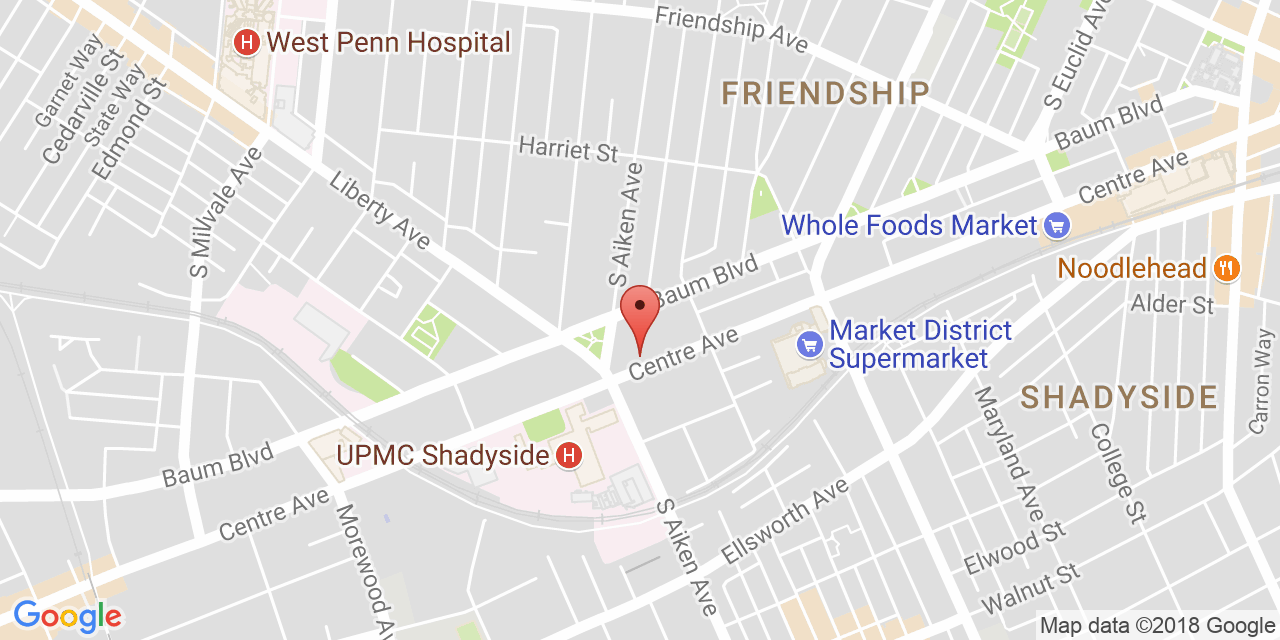 Friendship Ave
S Euclid Ave
West Penn Hospital
Garnet Way
Cedarville St
State Way
Edmond St
FRIENDSHIP
Baum Blvd
Harriet St
Centre Ave
S Millvale Ave
Liberty Ave
S Aiken Ave
Whole Foods Market
Noodlehead
Baum Blvd
Alder St
Market District
Supermarket
Centre Ave
SHADYSIDE
Carron Way
Maryland Ave
College St
UPMC Shadyside
Baum Blvd
Centre Ave
Morewood Av
S Aiken Ave
Ellsworth Ave
Elwood St
Walnut St
Google
Map data ©2018 Google